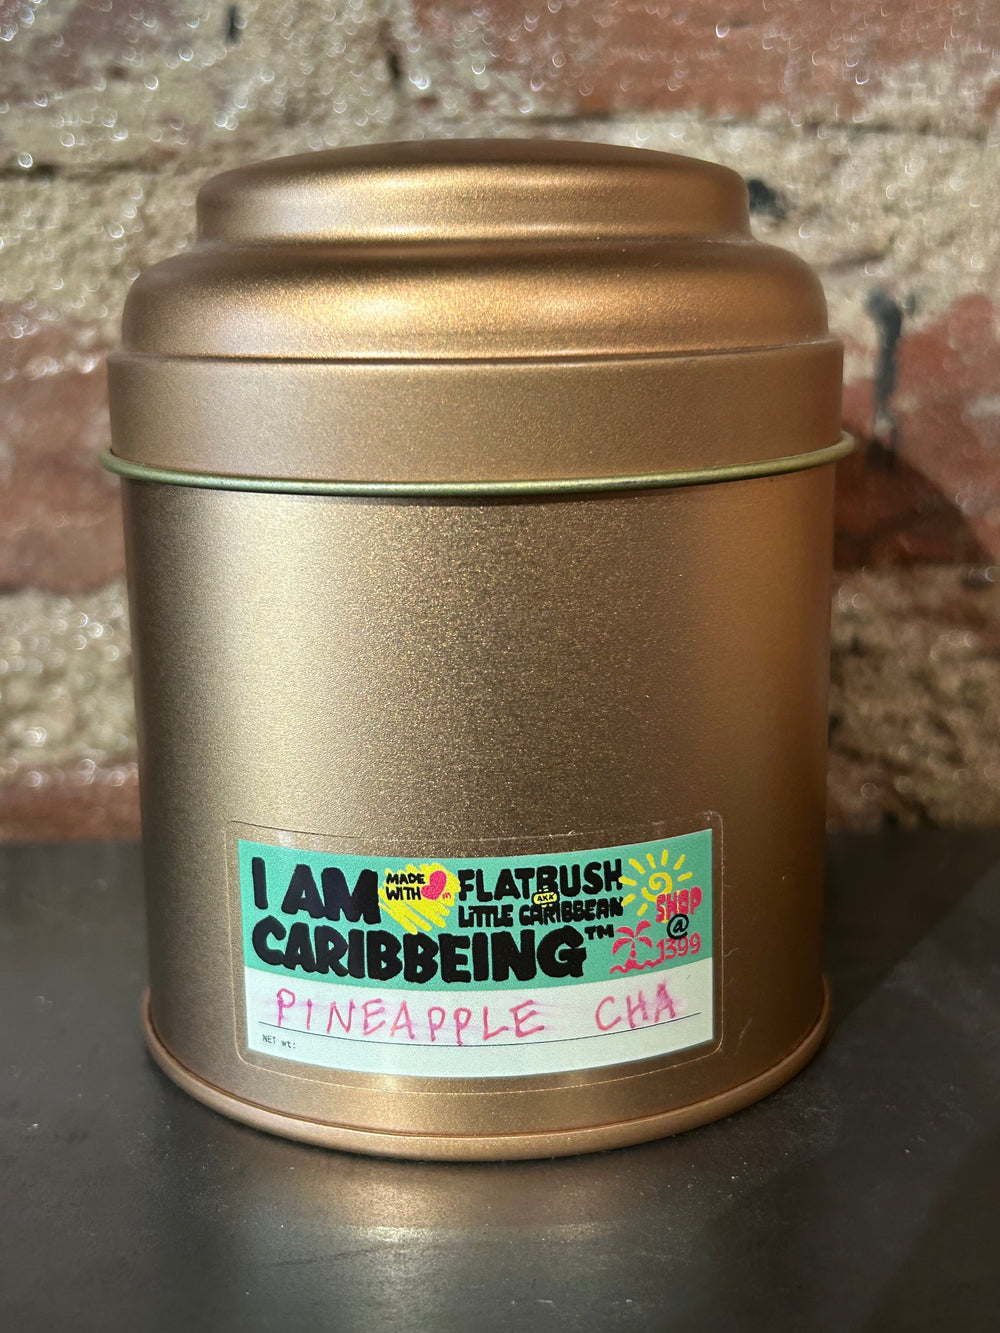 I AM
CARIBBEING™
MADE
WITH
FLATBUSH
AKA
LITTLE CARIBBEAN
SHOP
@
1399
PINEAPPLE CHA
NET wt: